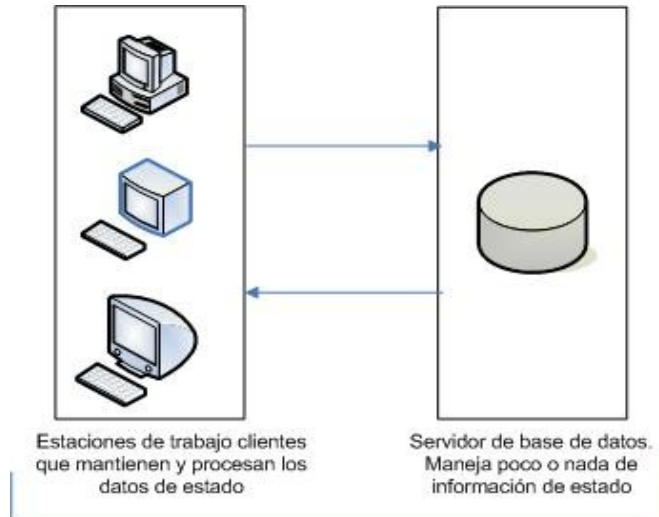 Estaciones de trabajo clientes
que mantienen y procesan los
datos de estado
Servidor de base de datos.
Maneja poco o nada de
información de estado